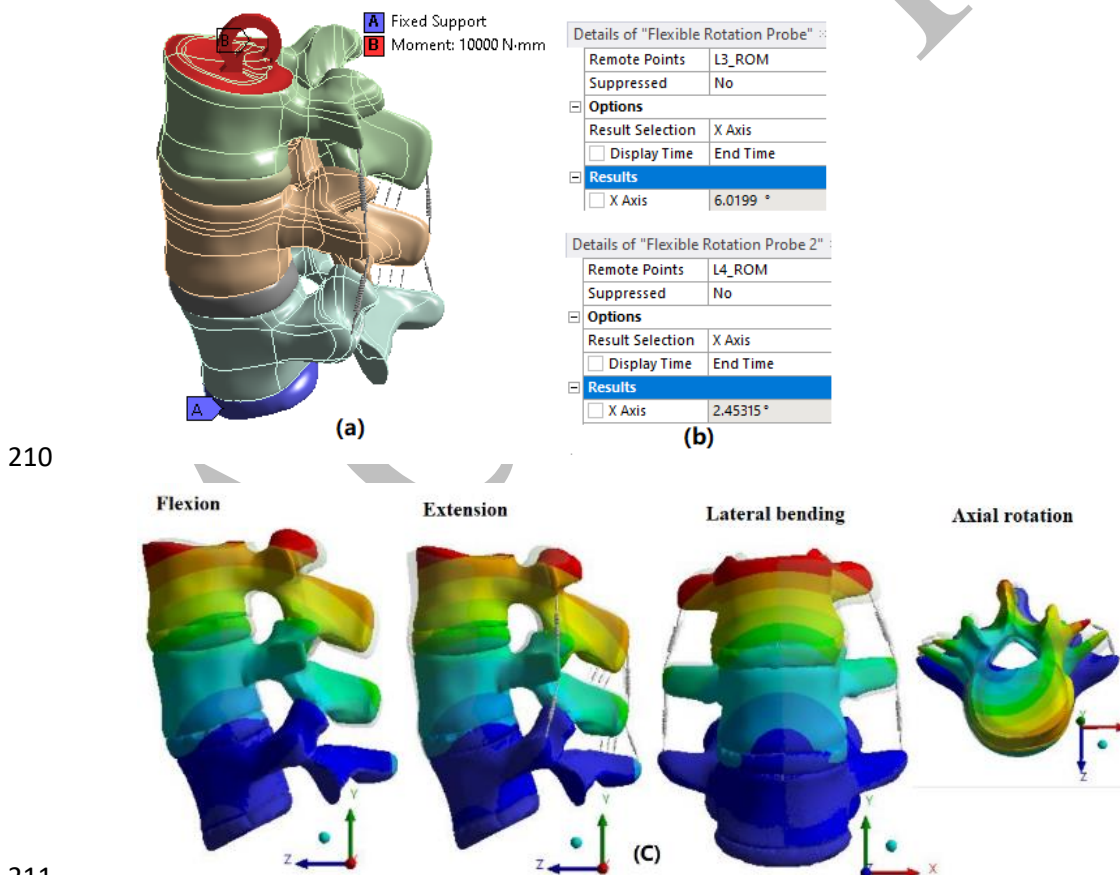 A Fixed Support
B Moment: 10000 N·mm
B
A
(a)
Details of "Flexible Rotation Probe"
Remote Points L3_ROM
Suppressed No
Options
Result Selection X Axis
Display Time End Time
Results
X Axis 6.0199 °
Details of "Flexible Rotation Probe 2"
Remote Points L4_ROM
Suppressed No
Options
Result Selection X Axis
Display Time End Time
Results
X Axis 2.45315 °
(b)
210
Flexion
Extension
Lateral bending
Axial rotation
Y
Z
Y
Z
(C)
Y
Z
X
Y
Z
211